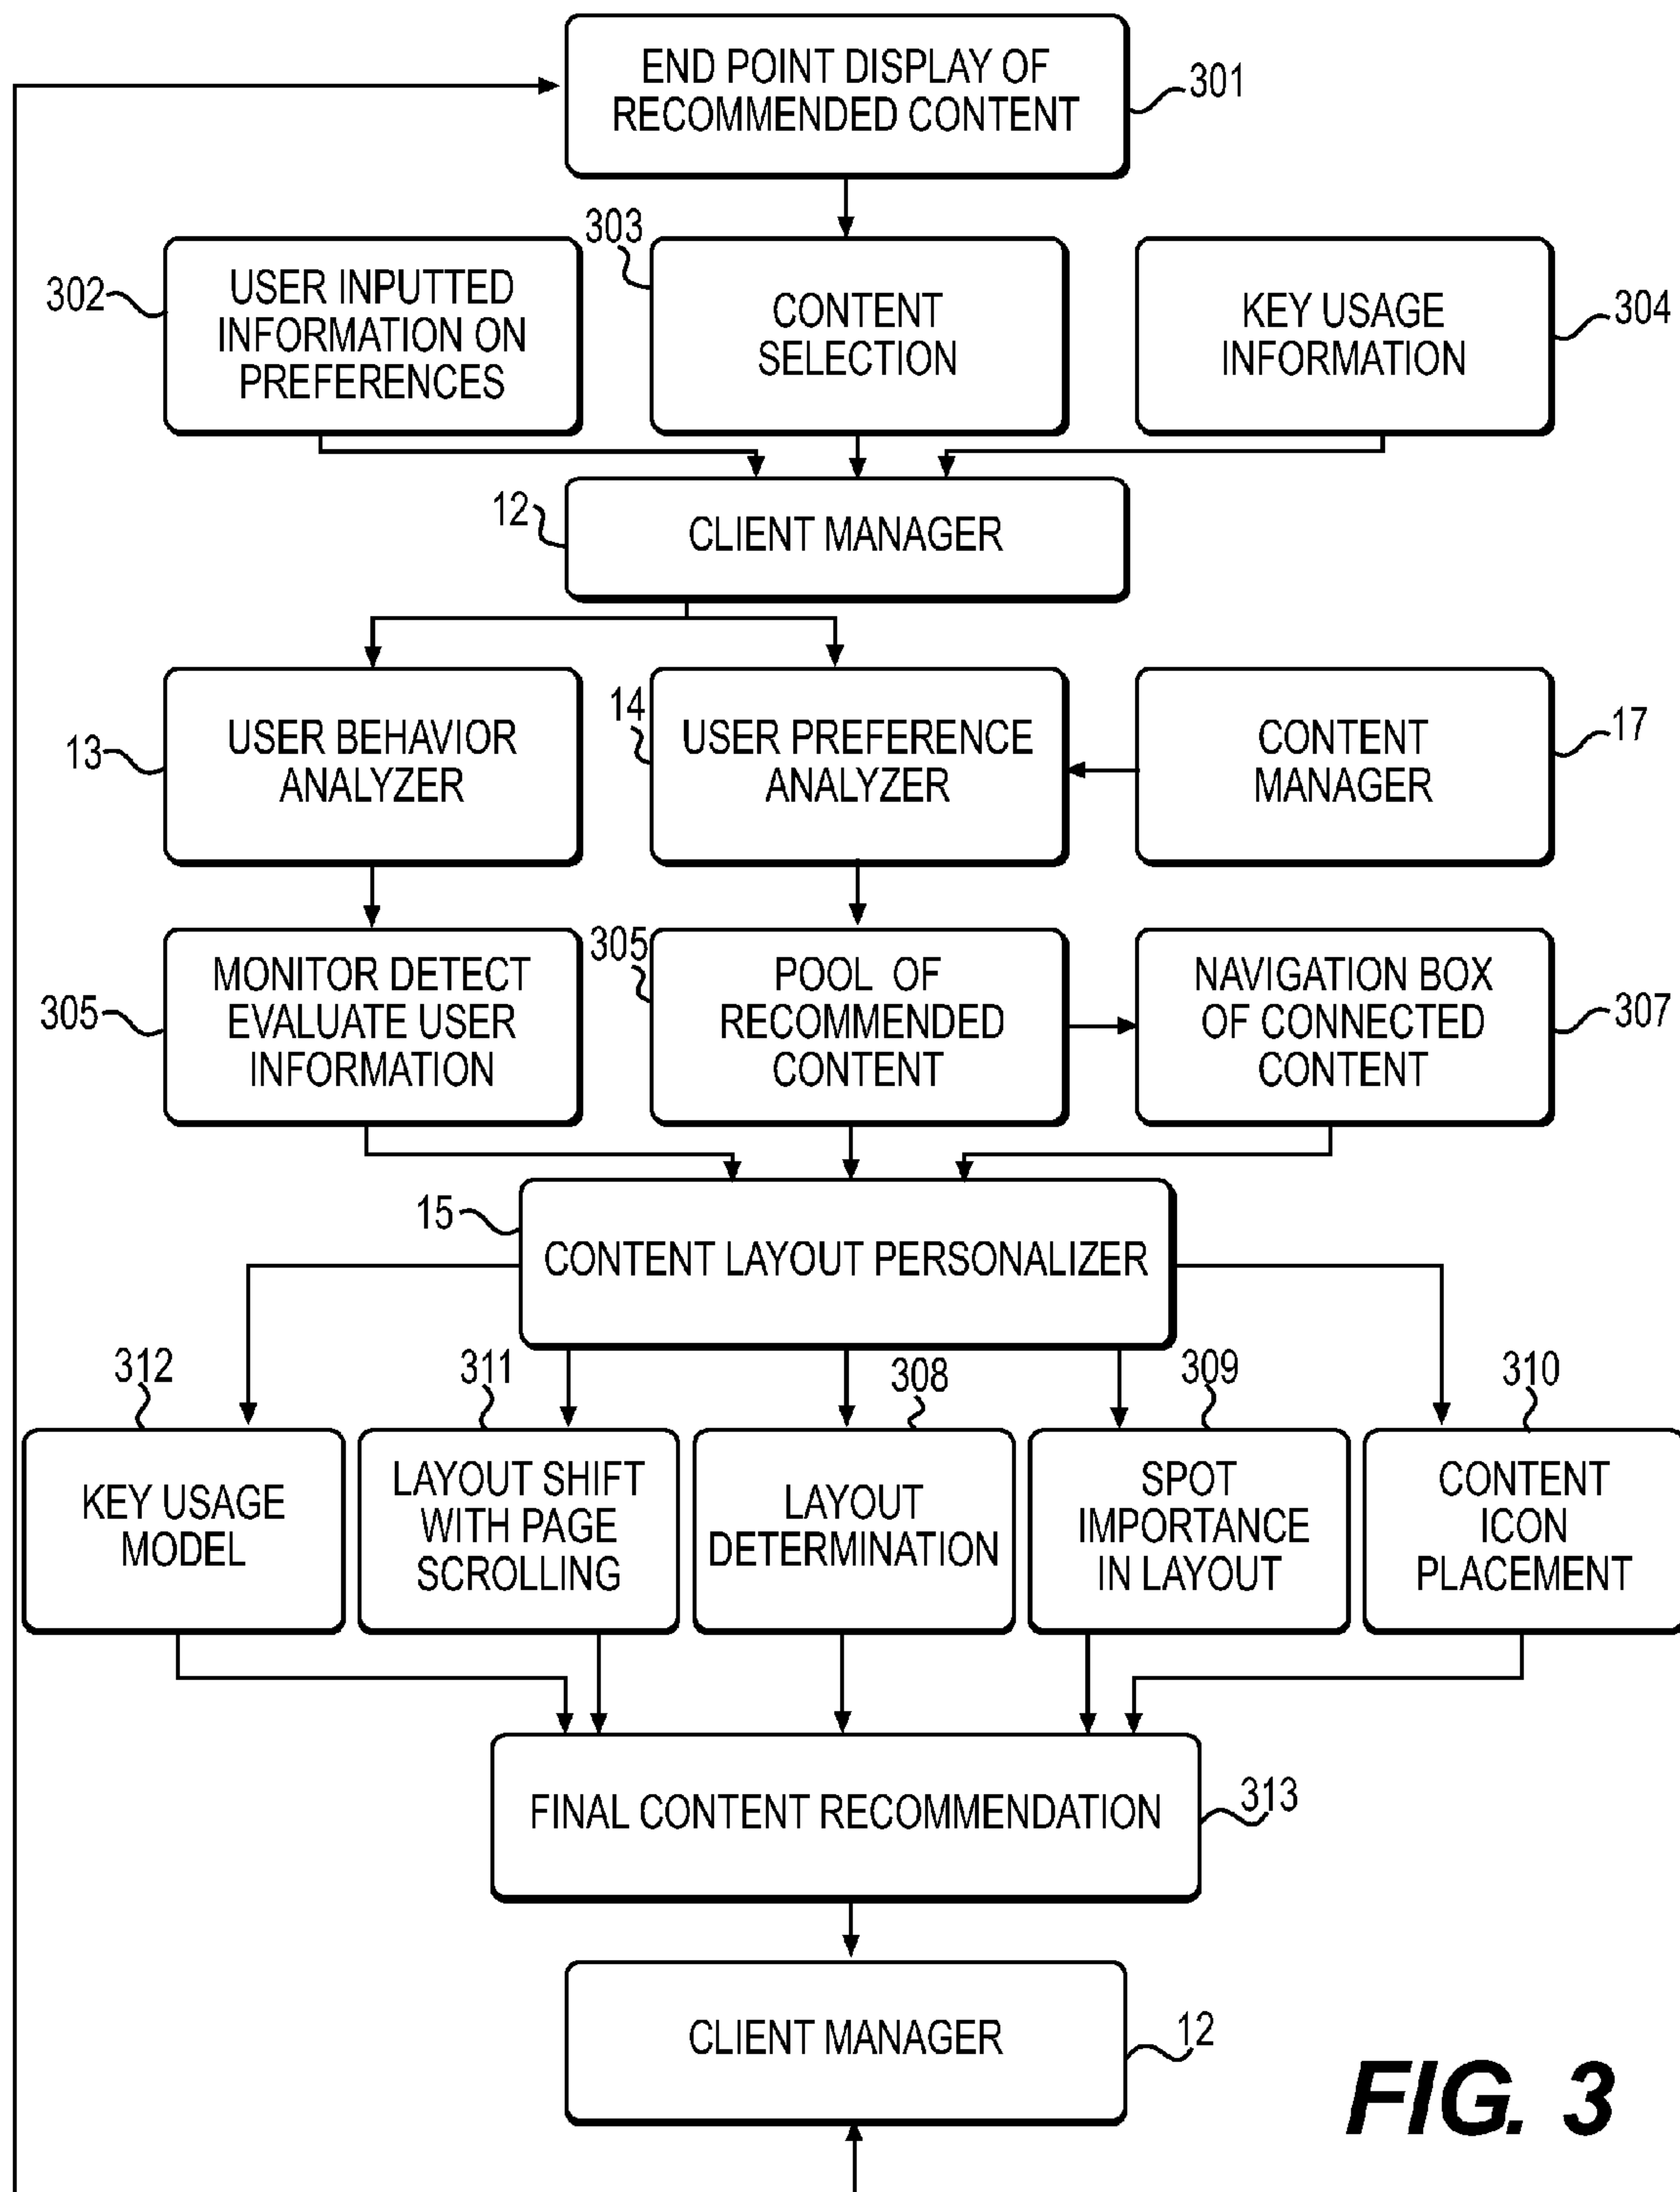 END POINT DISPLAY OF
RECOMMENDED CONTENT
301
302
USER INPUTTED
INFORMATION ON
PREFERENCES
303
CONTENT
SELECTION
KEY USAGE
INFORMATION
304
12
CLIENT MANAGER
13
USER BEHAVIOR
ANALYZER
14
USER PREFERENCE
ANALYZER
CONTENT
MANAGER
17
305
MONITOR DETECT
EVALUATE USER
INFORMATION
305
POOL OF
RECOMMENDED
CONTENT
NAVIGATION BOX
OF CONNECTED
CONTENT
307
15
CONTENT LAYOUT PERSONALIZER
312
KEY USAGE
MODEL
311
LAYOUT SHIFT
WITH PAGE
SCROLLING
308
LAYOUT
DETERMINATION
309
SPOT
IMPORTANCE
IN LAYOUT
310
CONTENT
ICON
PLACEMENT
FINAL CONTENT RECOMMENDATION
313
CLIENT MANAGER
12
FIG. 3